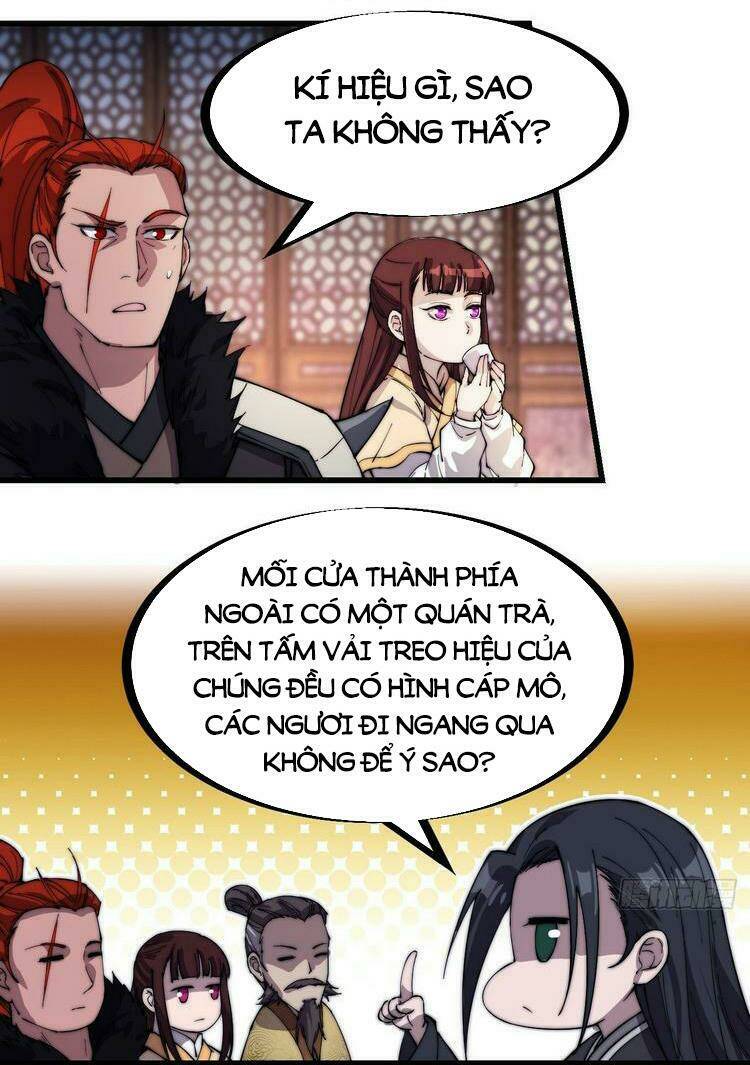 KÍ HIỆU GÌ, SAO
TA KHÔNG THẤY?
MỖI CỬA THÀNH PHÍA
NGOÀI CÓ MỘT QUÁN TRÀ,
TRÊN TẤM VẢI TREO HIỆU CỦA
CHÚNG ĐỀU CÓ HÌNH CÁP MÔ,
CÁC NGƯƠI ĐI NGANG QUA
KHÔNG ĐỂ Ý SAO?